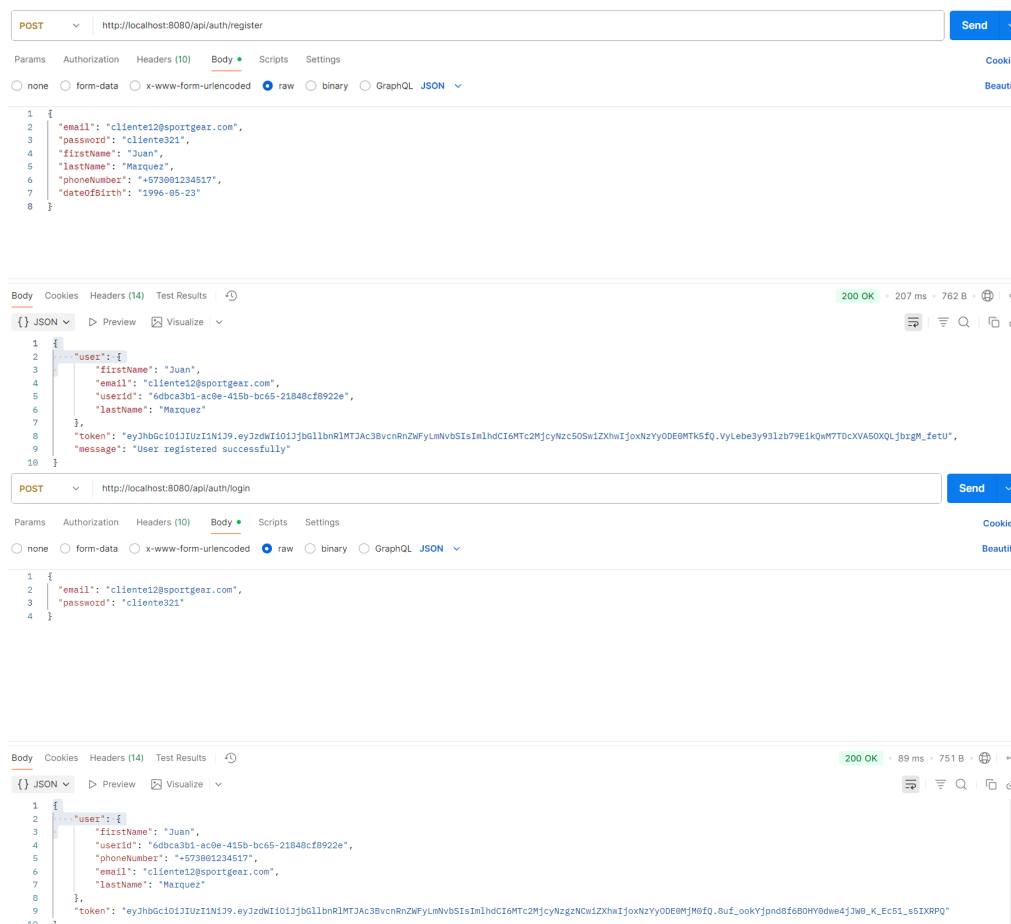 POST http://localhost:8080/api/auth/register Send
Params Authorization Headers (10) Body Scripts Settings Cooki
none form-data x-www-form-urlencoded raw binary GraphQL JSON Beauti
1 {
2 "email": "cliente12@sportgear.com",
3 "password": "cliente321",
4 "firstName": "Juan",
5 "lastName": "Marquez",
6 "phoneNumber": "+573001234517",
7 "dateOfBirth": "1996-05-23"
8 }
Body Cookies Headers (14) Test Results 200 OK 207 ms 762 B
{} JSON Preview Visualize
1 {
2 "user": {
3 "firstName": "Juan",
4 "email": "cliente12@sportgear.com",
5 "userid": "6dbca3b1-ac0e-415b-bc65-21848cf8922e",
6 "lastName": "Marquez"
7 },
8 "token": "eyJhbGciOiJIUzI1NiJ9.eyJzdWIiOiJjbGllbnRlMTJAc3BvcnRnZWFyLmNvbSIsImlhdCI6MTc2MjcyNzc5OSwiZXhwIjoxNzYyODE0MTk5fQ.VyLebe3y93lzb79EikQwM7TDcXVA5OXQLjbrgM_fetU",
9 "message": "User registered successfully"
10 }
POST http://localhost:8080/api/auth/login Send
Params Authorization Headers (10) Body Scripts Settings Cookie
none form-data x-www-form-urlencoded raw binary GraphQL JSON Beautif
1 {
2 "email": "cliente12@sportgear.com",
3 "password": "cliente321"
4 }
Body Cookies Headers (14) Test Results 200 OK 89 ms 751 B
{} JSON Preview Visualize
1 {
2 "user": {
3 "firstName": "Juan",
4 "userid": "6dbca3b1-ac0e-415b-bc65-21848cf8922e",
5 "phoneNumber": "+573001234517",
6 "email": "cliente12@sportgear.com",
7 "lastName": "Marquez"
8 },
9 "token": "eyJhbGciOiJIUzI1NiJ9.eyJzdWIiOiJjbGllbnRlMTJAc3BvcnRnZWFyLmNvbSIsImlhdCI6MTc2MjcyNzgzNCwiZXhwIjoxNzYyODE0MjM0fQ.8uf_ookYjpnd8f6BOHY0dwe4jJW0_K_Ec51_s5IXRPQ"
10 }